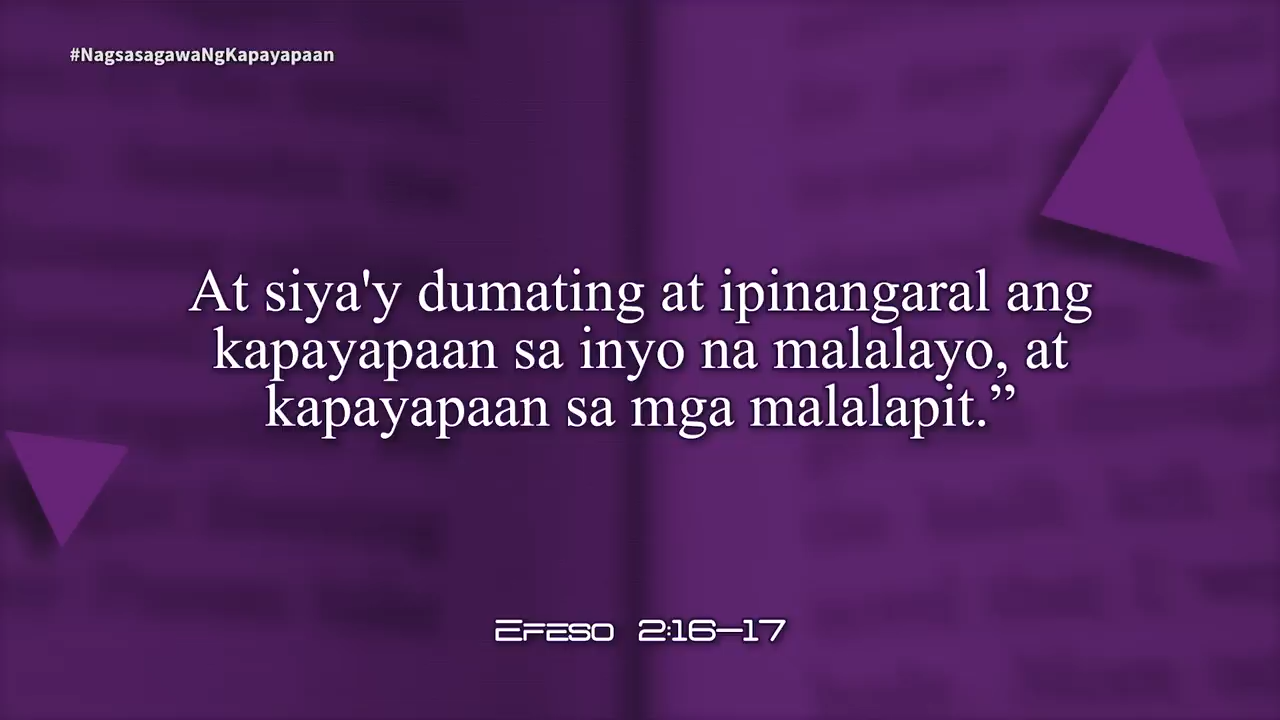 #NagsasagawaNgKapayapaan
At siya'y dumating at ipinangaral ang
kapayapaan sa inyo na malalayo, at
kapayapaan sa mga malalapit.”
Efeso 2:16–17